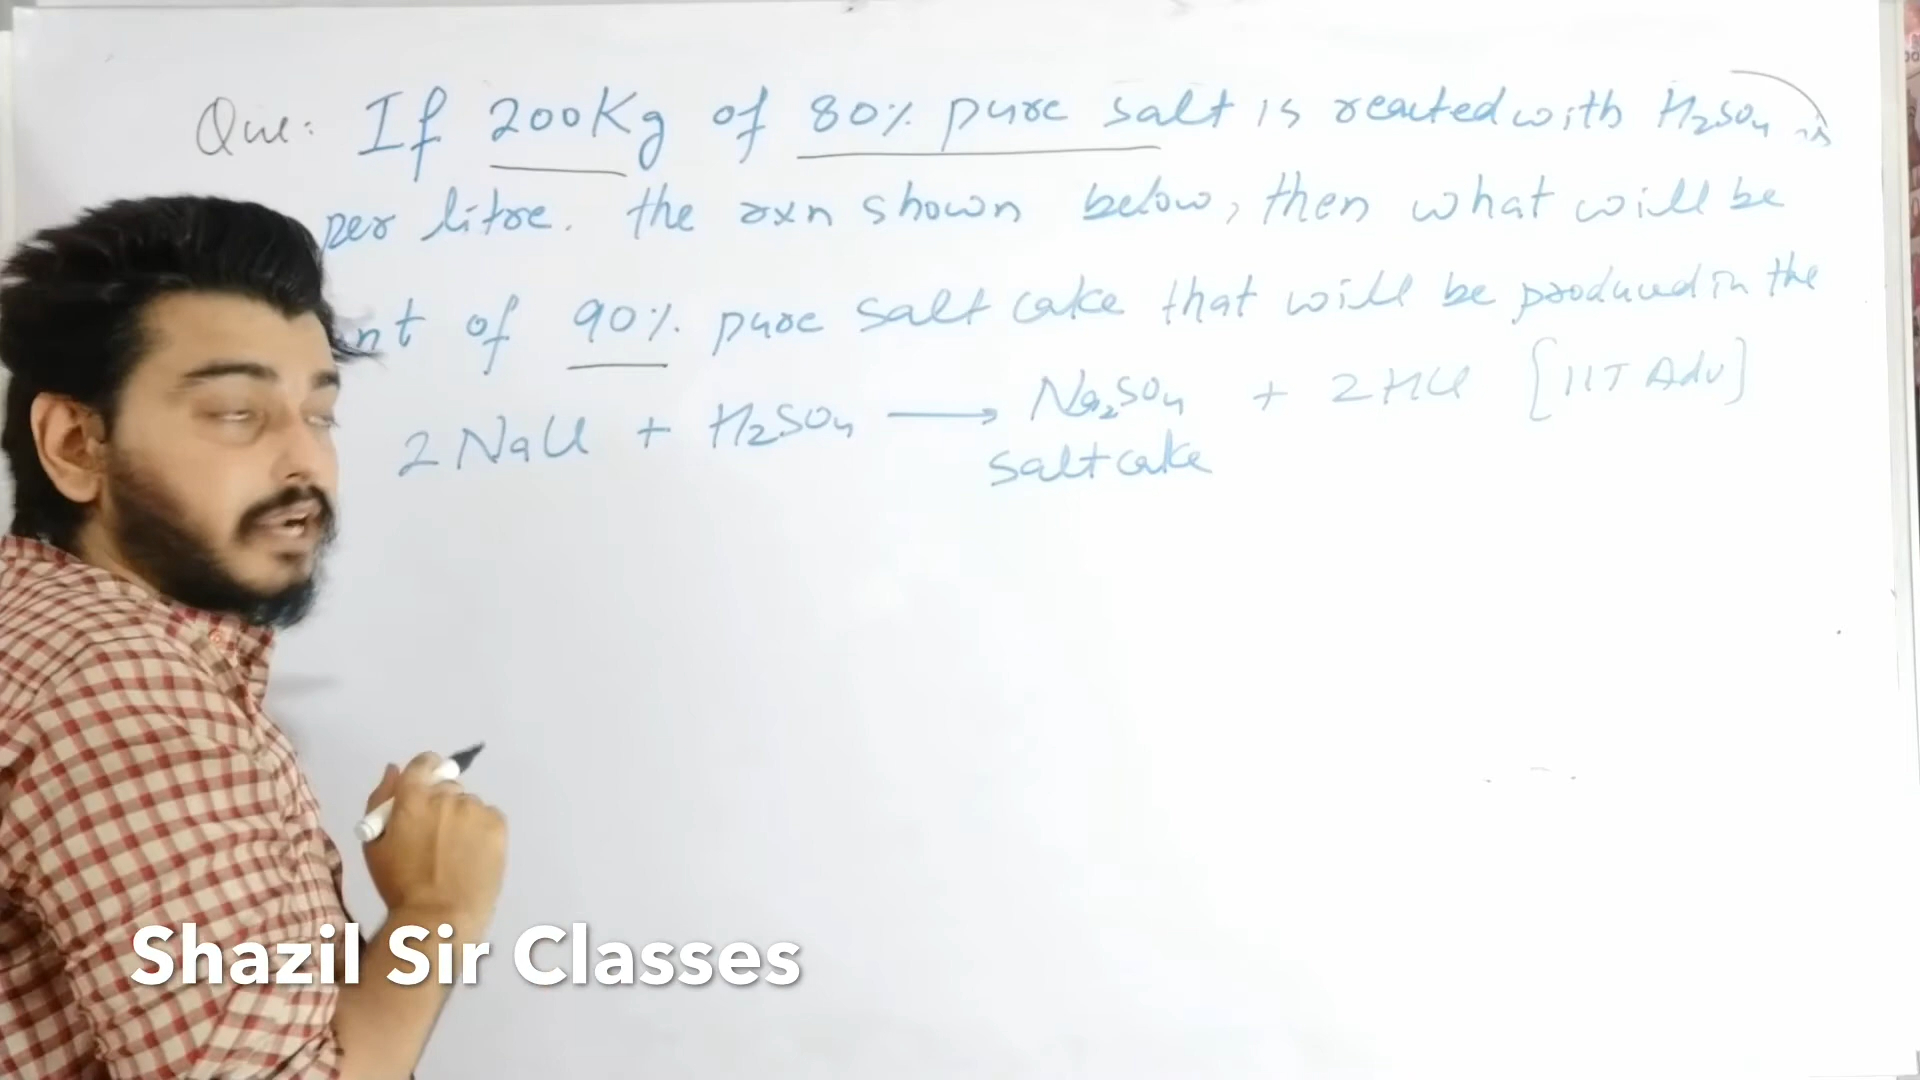 Que: If 200Kg of 80% pure salt is reacted with H2SO4 as
per litre. the rxn shown below, then what will be
nt of 90% pure salt cake that will be produced in the
2NaCl + H2SO4 → Na2SO4 + 2HCl [IIT Adv]
salt cake
Shazil Sir Classes